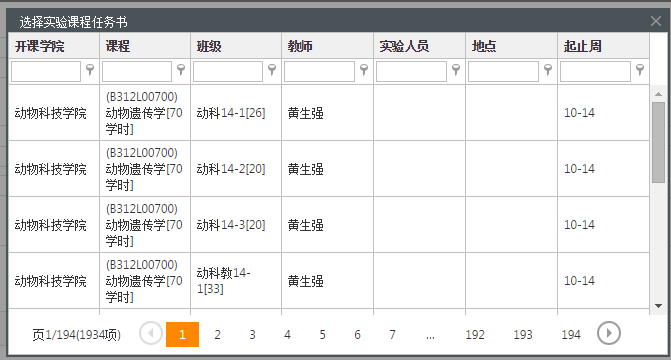 选择实验课程任务书
开课学院 课程 班级 教师 实验人员 地点 起止周
动物科技学院 (B312L00700)动物遗传学[70学时] 动科14-1[26] 黄生强 10-14
动物科技学院 (B312L00700)动物遗传学[70学时] 动科14-2[20] 黄生强 10-14
动物科技学院 (B312L00700)动物遗传学[70学时] 动科14-3[20] 黄生强 10-14
动物科技学院 (B312L00700)动物遗传学[70学时] 动科教14-1[33] 黄生强 10-14
页1/194(1934项) 1 2 3 4 5 6 7 ... 192 193 194